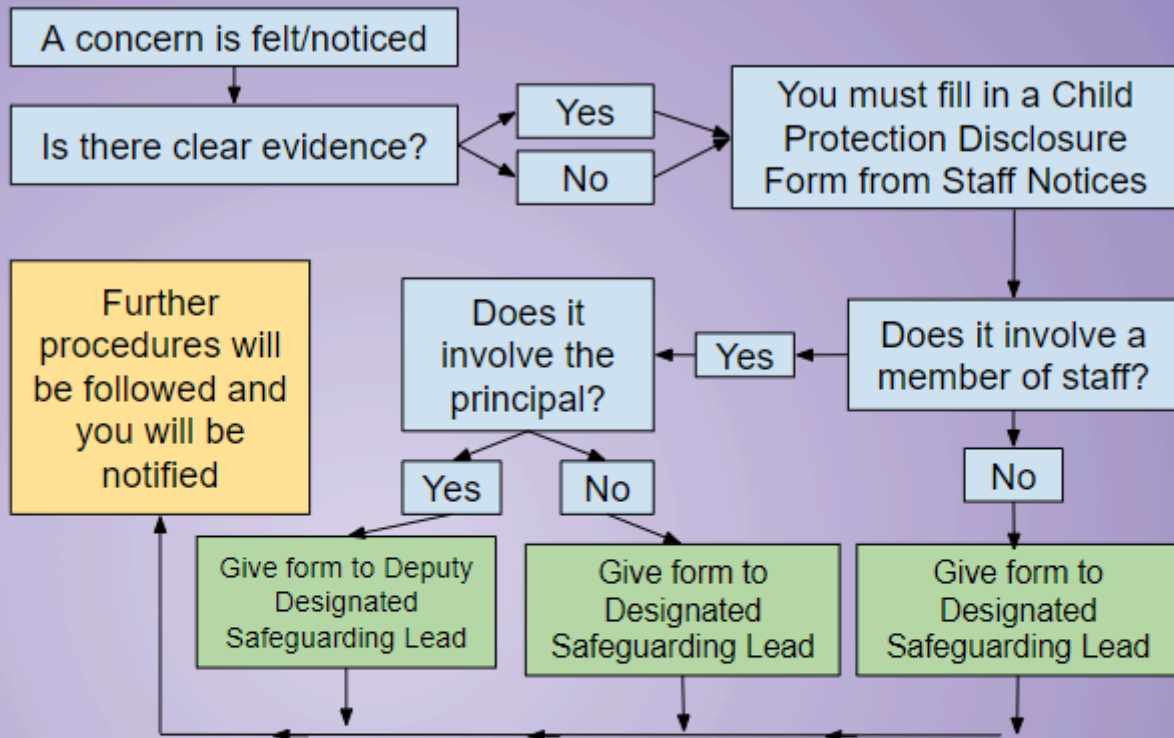 A concern is felt/noticed
Is there clear evidence?
Yes
No
You must fill in a Child
Protection Disclosure
Form from Staff Notices
Does it involve a
member of staff?
Yes
No
Does it
involve the
principal?
Yes
No
Give form to Deputy
Designated
Safeguarding Lead
Give form to
Designated
Safeguarding Lead
Give form to
Designated
Safeguarding Lead
Further
procedures will
be followed and
you will be
notified